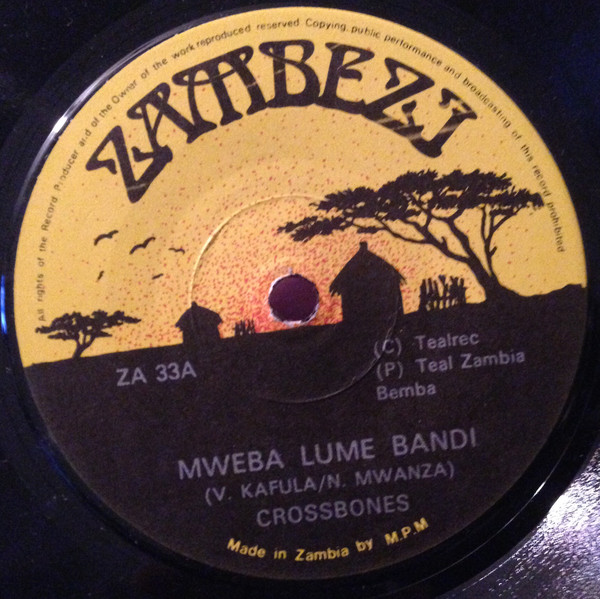 All rights of the Record Producer and of the Owner of the work reproduced reserved Copying, public performance and broadcasting of this record prohibited
ZAMBEZI
ZA 33A
(C) Tealrec
(P) Teal Zambia
Bemba
MWEBA LUME BANDI
(V. KAFULA/N. MWANZA)
CROSSBONES
Made in Zambia by M.P.M